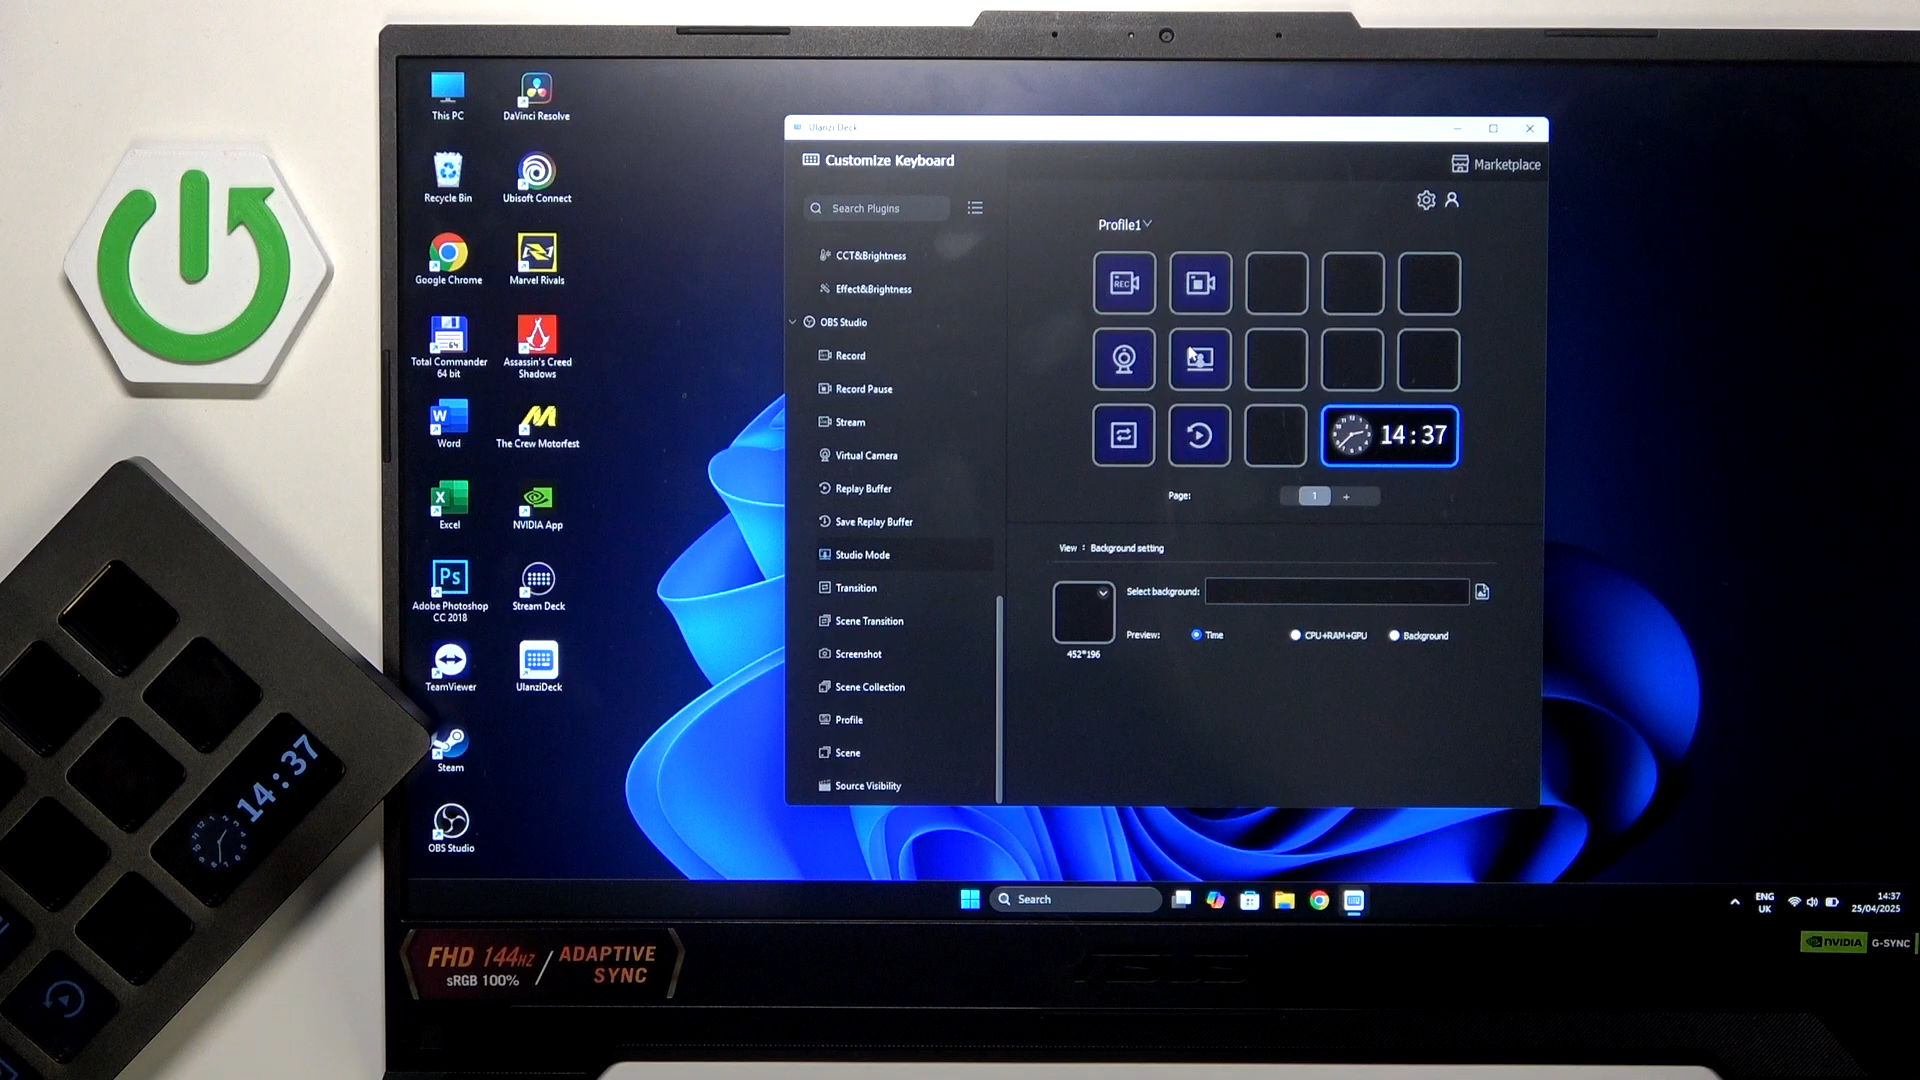 This PC
DaVinci Resolve
Recycle Bin
Ubisoft Connect
Google Chrome
Marvel Rivals
Total Commander
64 bit
Assassin's Creed
Shadows
Word
The Crew Motorfest
Excel
NVIDIA App
Ps
Adobe Photoshop
CC 2018
Stream Deck
TeamViewer
UlanziDeck
Steam
OBS Studio
Ulanzi Deck
Customize Keyboard
Marketplace
Search Plugins
CCT&Brightness
Effect&Brightness
OBS Studio
Record
Record Pause
Stream
Virtual Camera
Replay Buffer
Save Replay Buffer
Studio Mode
Transition
Scene Transition
Screenshot
Scene Collection
Profile
Scene
Source Visibility
Profile1
REC
14:37
Page:
1
+
View : Background setting
Select background:
Preview:
Time
CPU+RAM+GPU
Background
452*196
Search
ENG
UK
14:37
25/04/2025
14:37
FHD 144Hz / ADAPTIVE SYNC
sRGB 100%
ASUS
NVIDIA G-SYNC